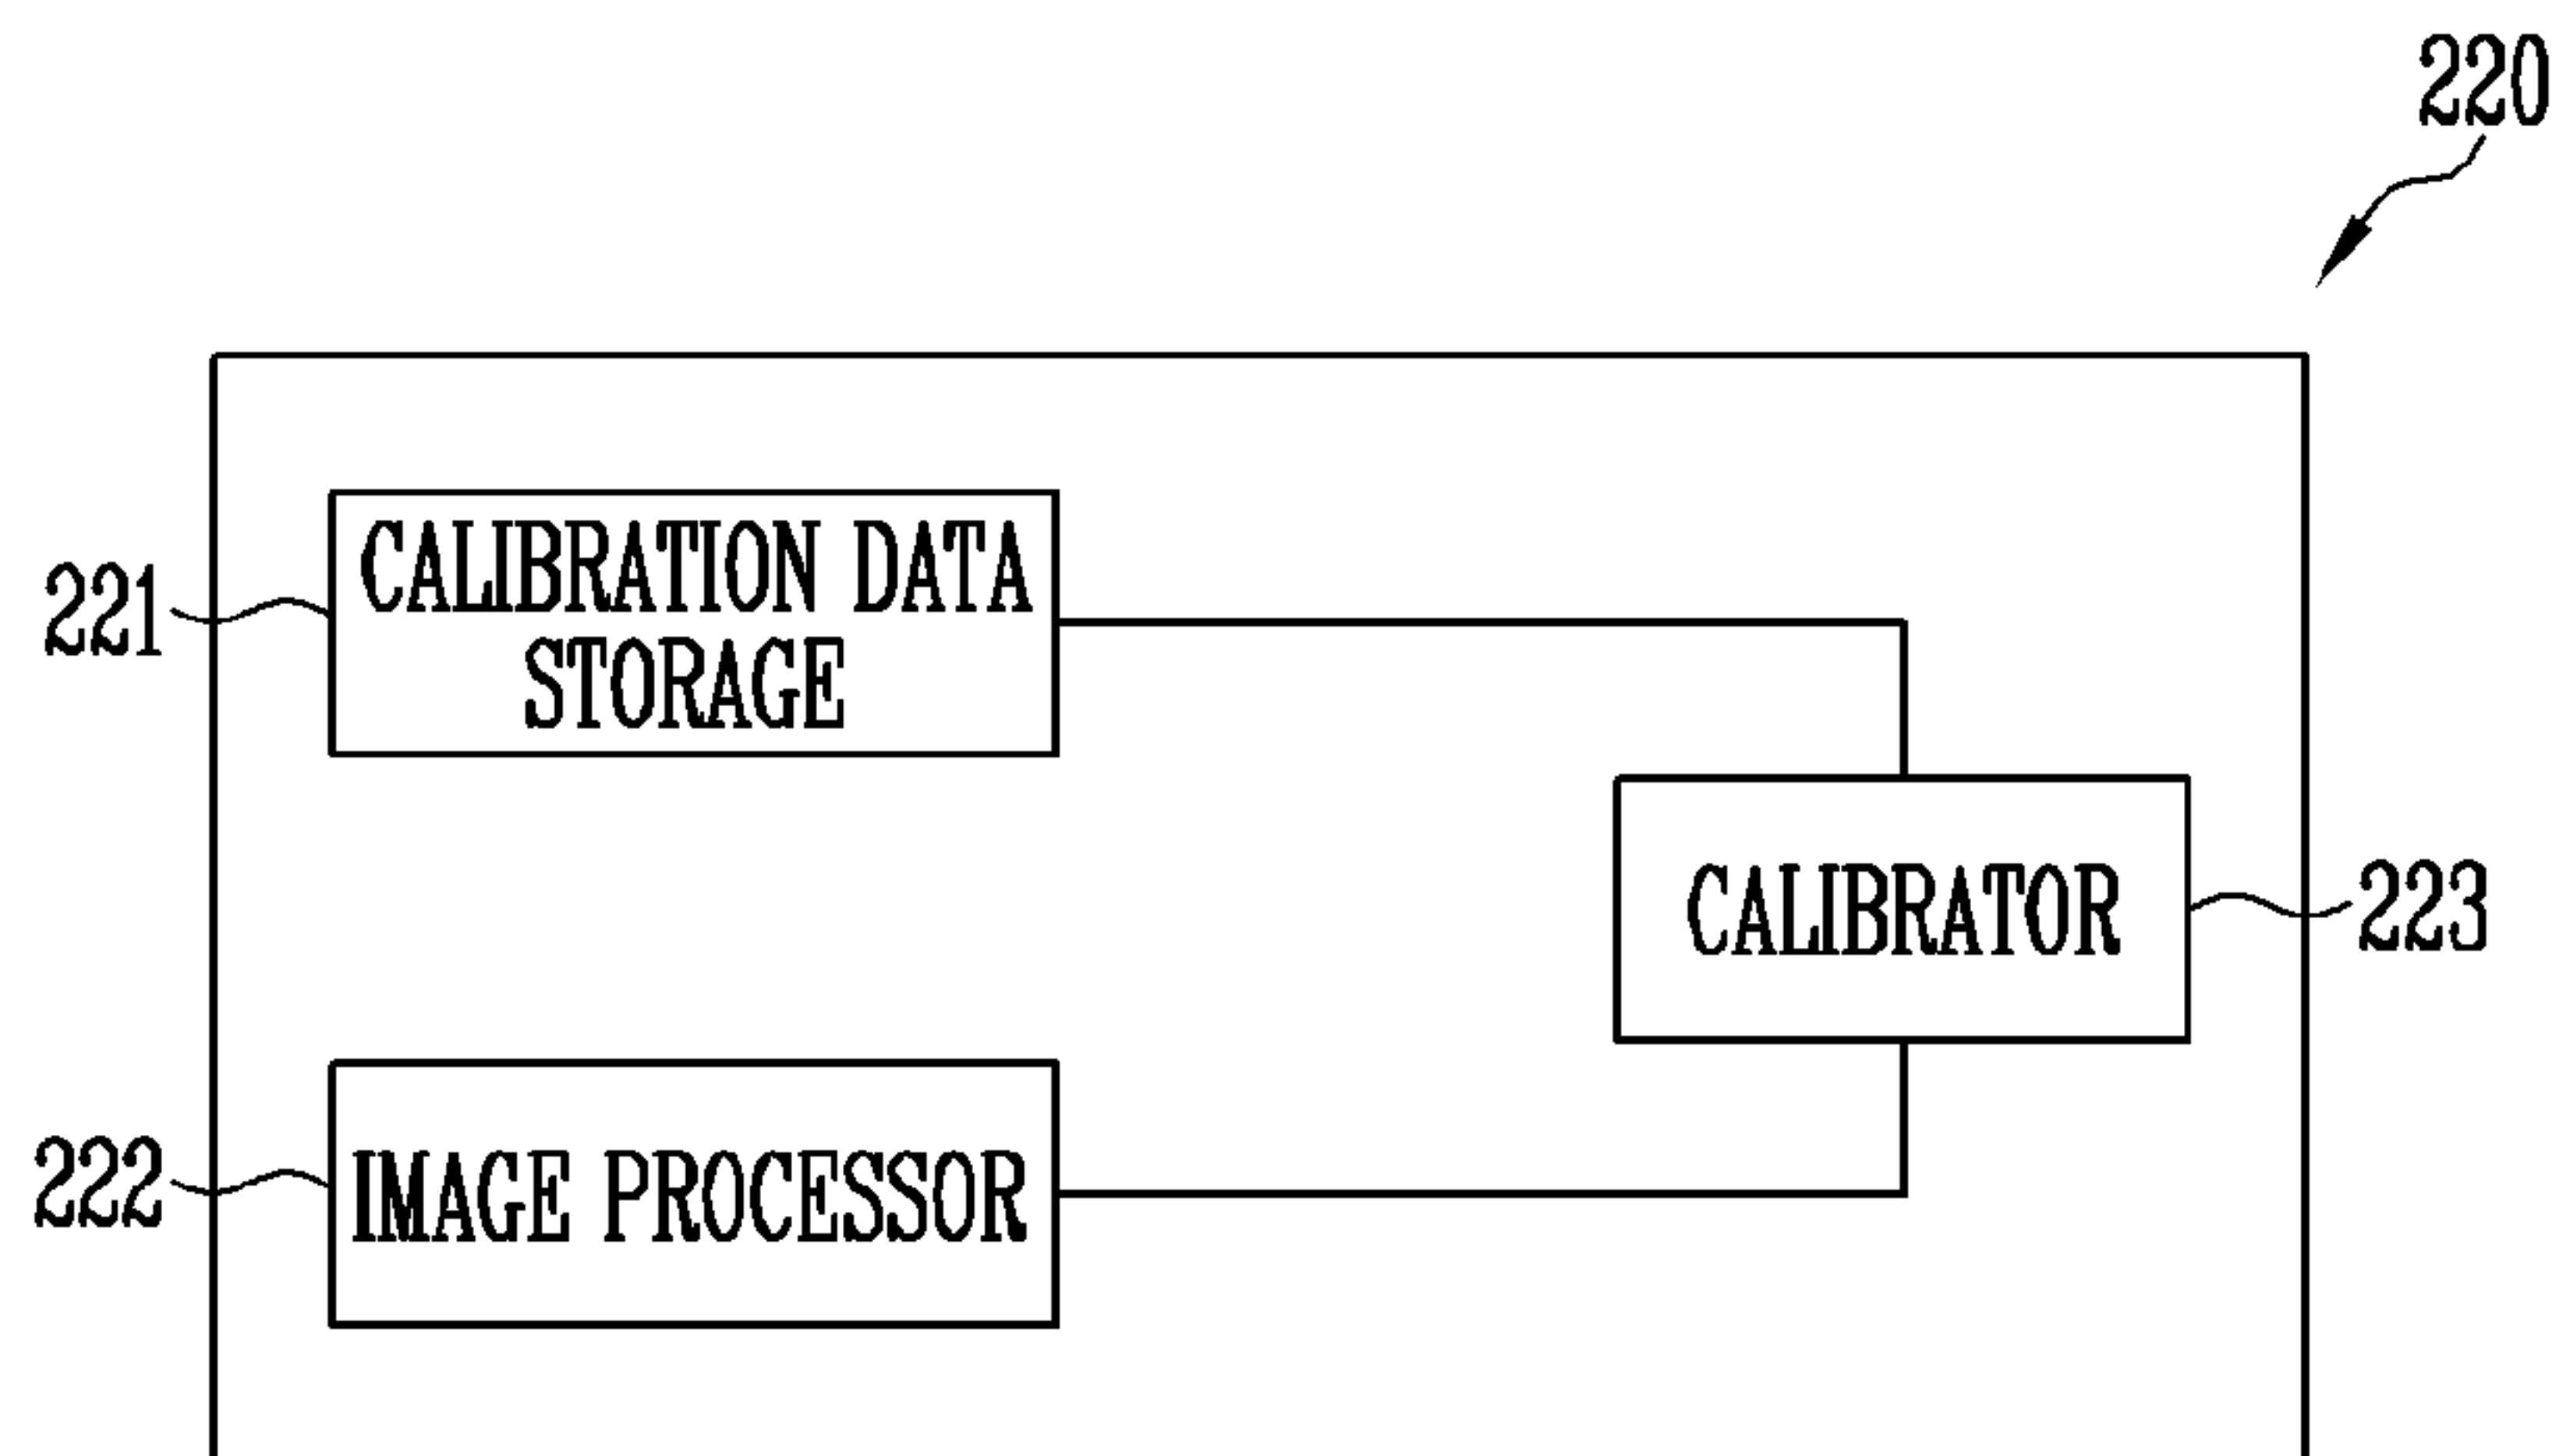 220
221
CALIBRATION DATA
STORAGE
CALIBRATOR
223
222
IMAGE PROCESSOR